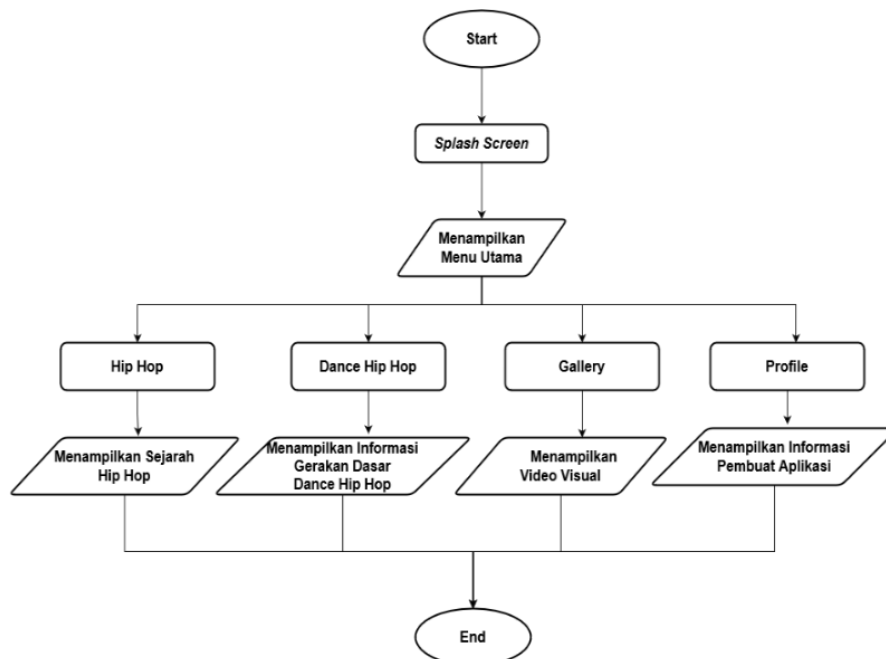 Start
Splash Screen
Menampilkan
Menu Utama
Hip Hop
Dance Hip Hop
Gallery
Profile
Menampilkan Sejarah
Hip Hop
Menampilkan Informasi
Gerakan Dasar
Dance Hip Hop
Menampilkan
Video Visual
Menampilkan Informasi
Pembuat Aplikasi
End